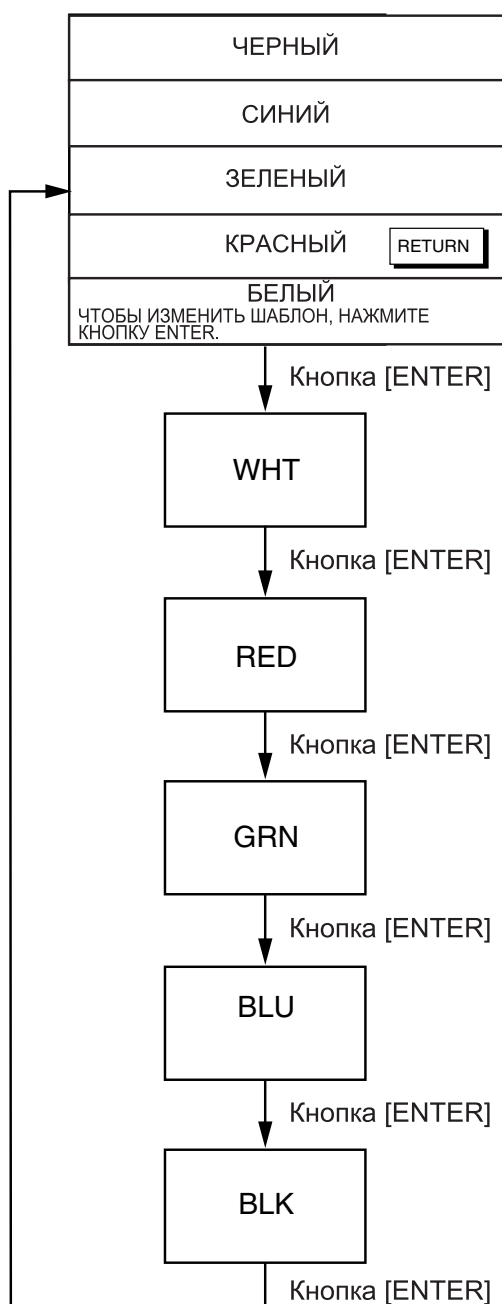 ЧЕРНЫЙ
СИНИЙ
ЗЕЛЕНЫЙ
КРАСНЫЙ RETURN
БЕЛЫЙ
ЧТОБЫ ИЗМЕНИТЬ ШАБЛОН, НАЖМИТЕ
КНОПКУ ENTER.
Кнопка [ENTER]
WHT
Кнопка [ENTER]
RED
Кнопка [ENTER]
GRN
Кнопка [ENTER]
BLU
Кнопка [ENTER]
BLK
Кнопка [ENTER]